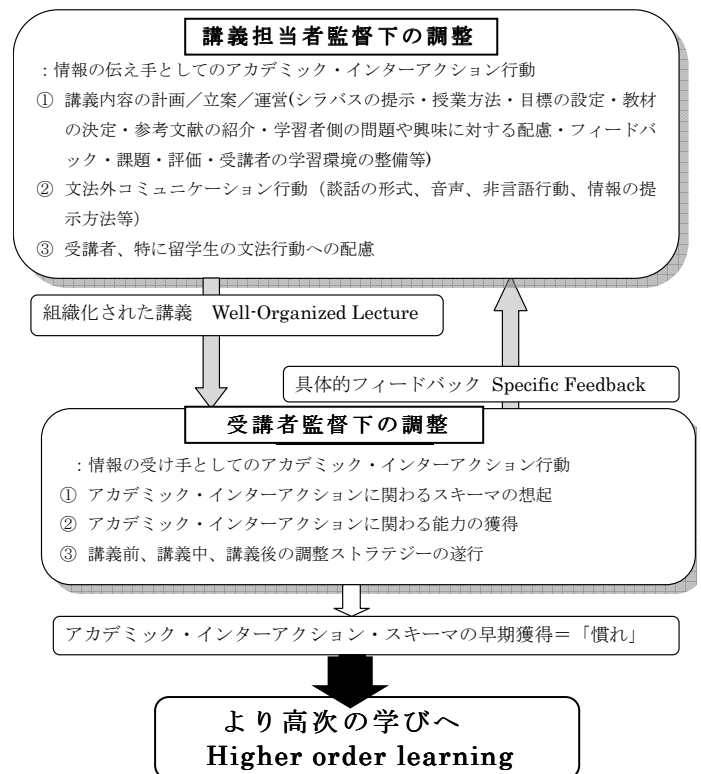 講義担当者監督下の調整
：情報の伝え手としてのアカデミック・インターアクション行動
① 講義内容の計画／立案／運営(シラバスの提示・授業方法・目標の設定・教材
の決定・参考文献の紹介・学習者側の問題や興味に対する配慮・フィードバ
ック・課題・評価・受講者の学習環境の整備等)
② 文法外コミュニケーション行動（談話の形式、音声、非言語行動、情報の提
示方法等）
③ 受講者、特に留学生の文法行動への配慮
組織化された講義　Well-Organized Lecture
具体的フィードバック Specific Feedback
受講者監督下の調整
：情報の受け手としてのアカデミック・インターアクション行動
① アカデミック・インターアクションに関わるスキーマの想起
② アカデミック・インターアクションに関わる能力の獲得
③ 講義前、講義中、講義後の調整ストラテジーの遂行
アカデミック・インターアクション・スキーマの早期獲得＝「慣れ」
より高次の学びへ
Higher order learning